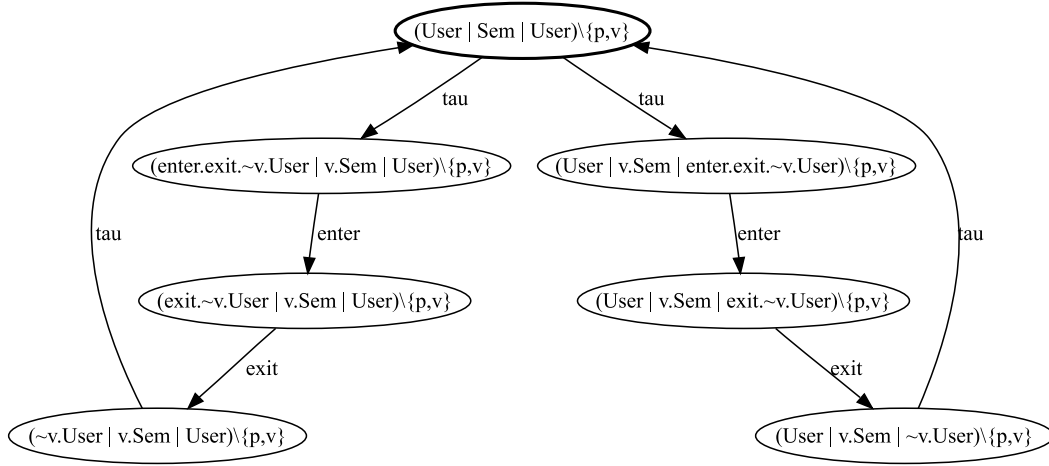 (User | Sem | User)\{p,v}
tau
tau
(enter.exit.~v.User | v.Sem | User)\{p,v}
(User | v.Sem | enter.exit.~v.User)\{p,v}
tau
enter
enter
tau
(exit.~v.User | v.Sem | User)\{p,v}
(User | v.Sem | exit.~v.User)\{p,v}
exit
exit
(~v.User | v.Sem | User)\{p,v}
(User | v.Sem | ~v.User)\{p,v}